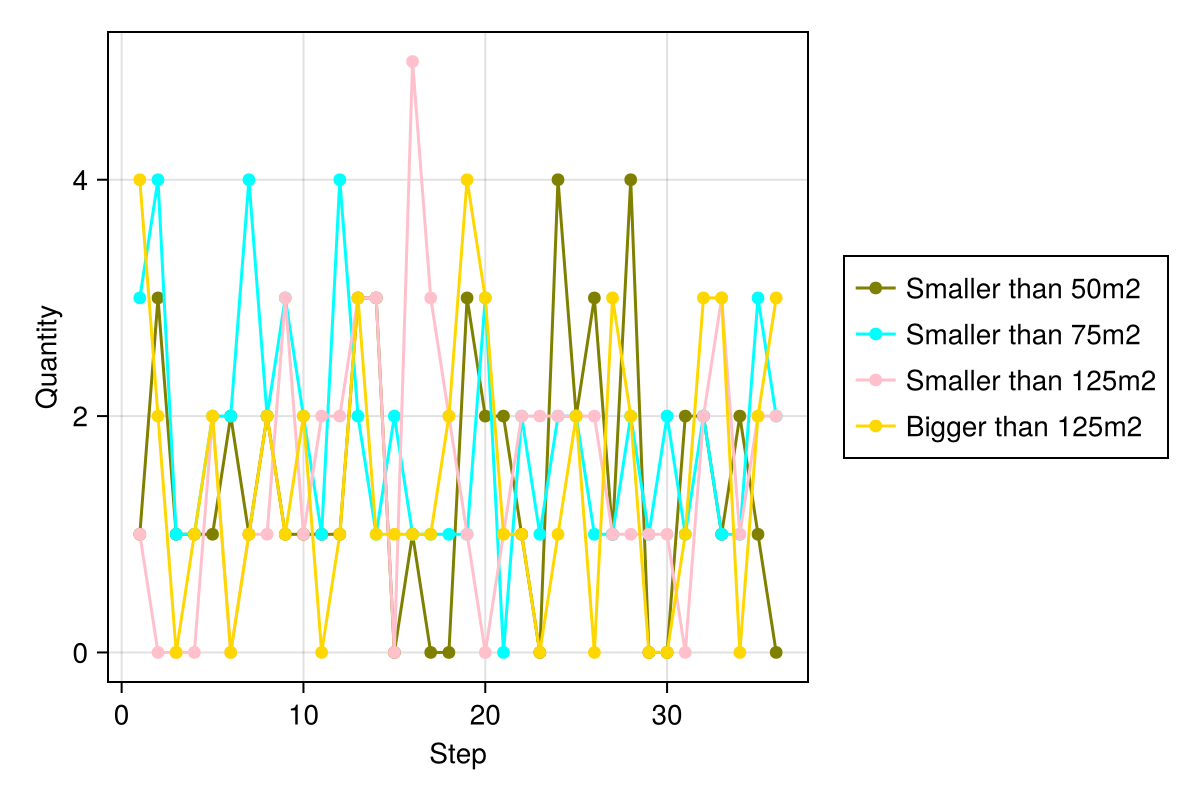 4
2
0
Quantity
0 10 20 30
Step
Smaller than 50m2
Smaller than 75m2
Smaller than 125m2
Bigger than 125m2